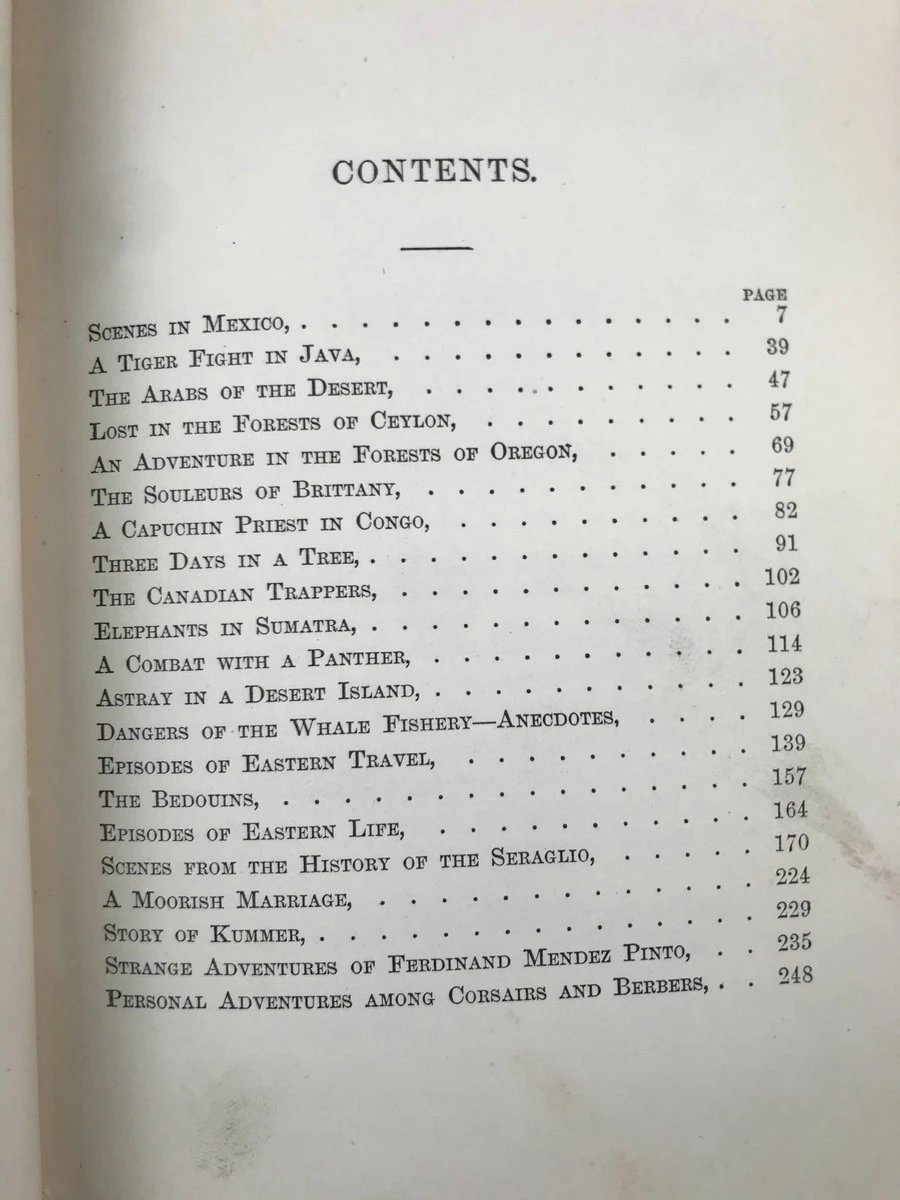 CONTENTS.
PAGE
SCENES IN MEXICO, . . . . . . . . . . . . . . . 7
A TIGER FIGHT IN JAVA, . . . . . . . . . . . . 39
THE ARABS OF THE DESERT, . . . . . . . . . . . 47
LOST IN THE FORESTS OF CEYLON, . . . . . . . . . 57
AN ADVENTURE IN THE FORESTS OF OREGON, . . . . . 69
THE SOULEURS OF BRITTANY, . . . . . . . . . . . 77
A CAPUCHIN PRIEST IN CONGO, . . . . . . . . . . 82
THREE DAYS IN A TREE, . . . . . . . . . . . . . 91
THE CANADIAN TRAPPERS, . . . . . . . . . . . . 102
ELEPHANTS IN SUMATRA, . . . . . . . . . . . . . 106
A COMBAT WITH A PANTHER, . . . . . . . . . . . 114
ASTRAY IN A DESERT ISLAND, . . . . . . . . . . . 123
DANGERS OF THE WHALE FISHERY—ANECDOTES, . . . . 129
EPISODES OF EASTERN TRAVEL, . . . . . . . . . . 139
THE BEDOUINS, . . . . . . . . . . . . . . . . 157
EPISODES OF EASTERN LIFE, . . . . . . . . . . . 164
SCENES FROM THE HISTORY OF THE SERAGLIO, . . . . . 170
A MOORISH MARRIAGE, . . . . . . . . . . . . . 224
STORY OF KUMMER, . . . . . . . . . . . . . . . 229
STRANGE ADVENTURES OF FERDINAND MENDEZ PINTO, . . 235
PERSONAL ADVENTURES AMONG CORSAIRS AND BERBERS, . . 248